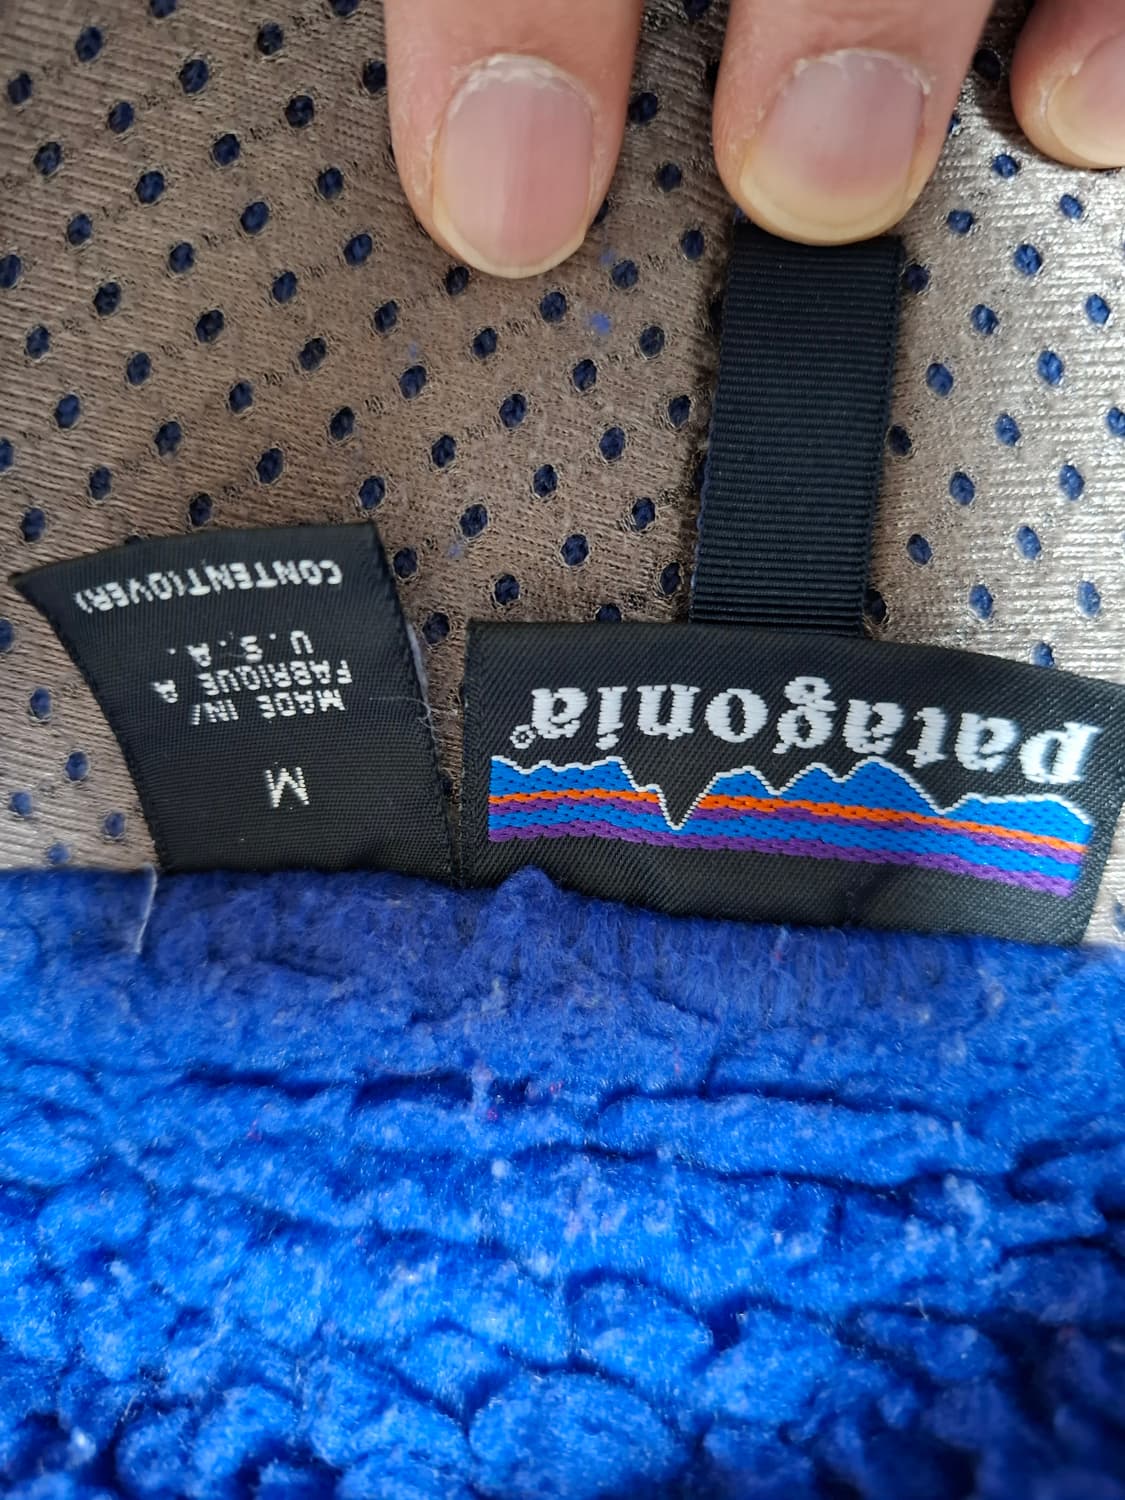 patagonia®
M
MADE IN/
FABRIQUE A
U.S.A.
CONTENT(OVER)